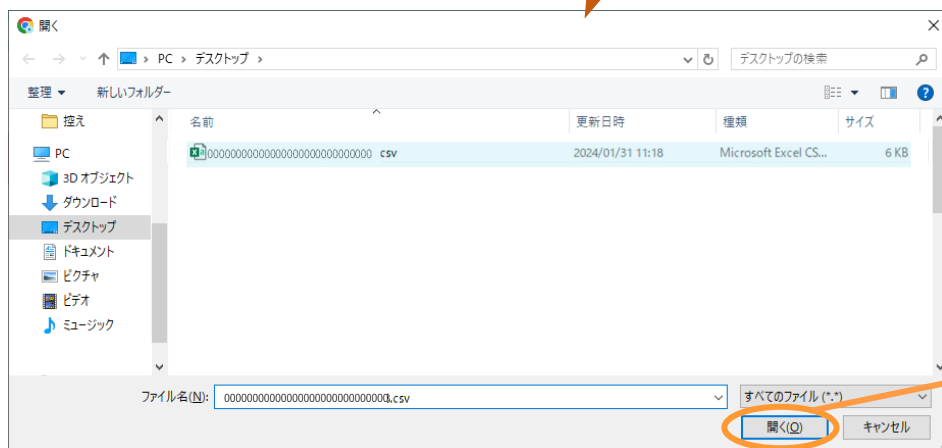 開く
PC デスクトップ
デスクトップの検索
整理 新しいフォルダー
控え
PC
3D オブジェクト
ダウンロード
デスクトップ
ドキュメント
ピクチャ
ビデオ
ミュージック
名前 更新日時 種類 サイズ
csv 2024/01/31 11:18 Microsoft Excel CS... 6 KB
ファイル名(N): .csv すべてのファイル (*.*)
開く(O) キャンセル